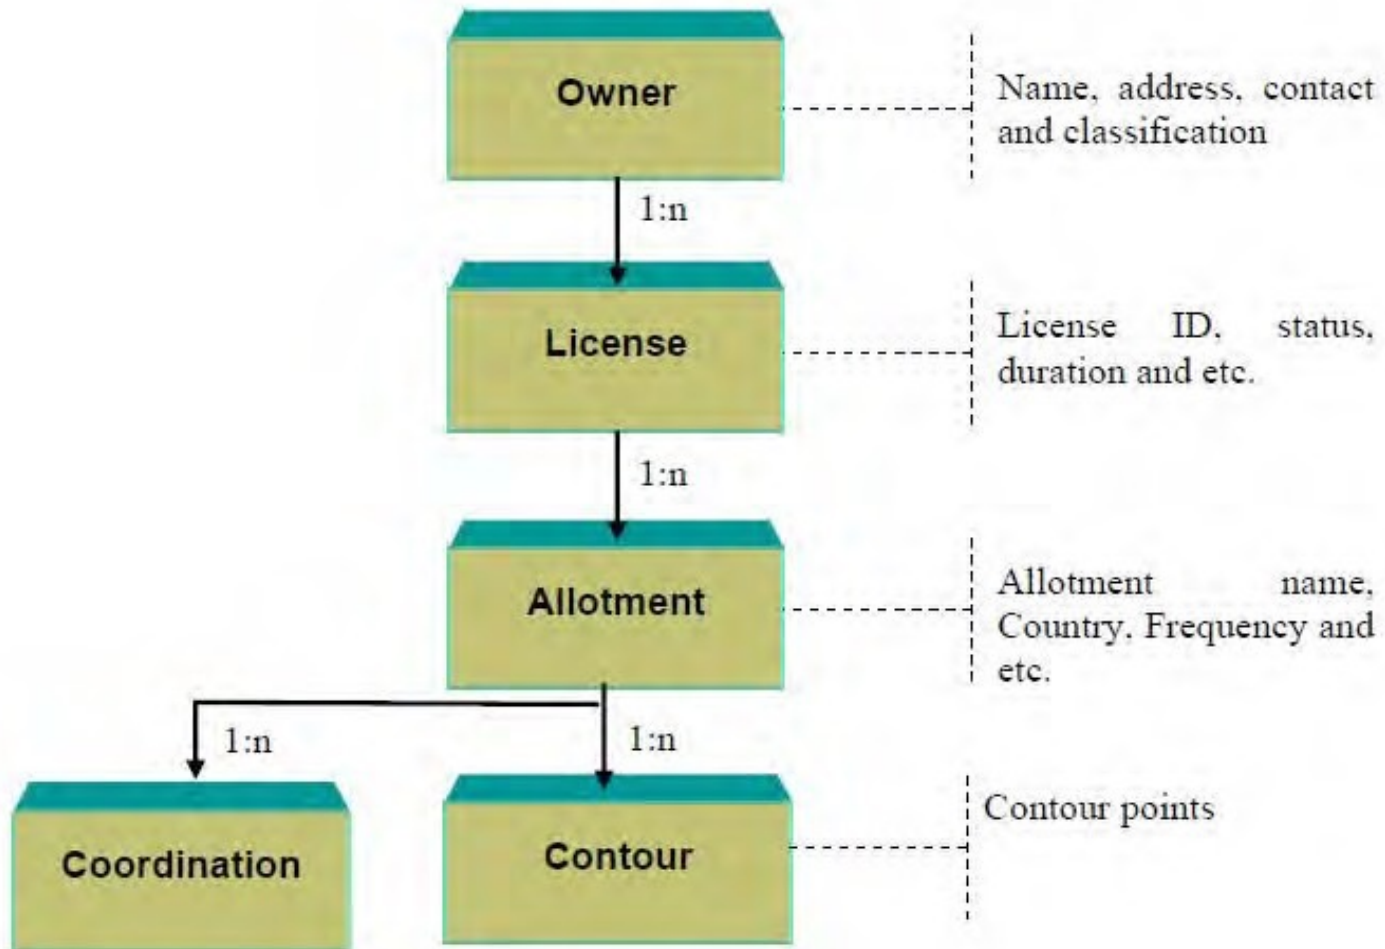 Owner
Name, address, contact
and classification
1:n
License
License ID, status,
duration and etc.
1:n
Allotment
Allotment name,
Country, Frequency and
etc.
1:n
1:n
Coordination
Contour
Contour points